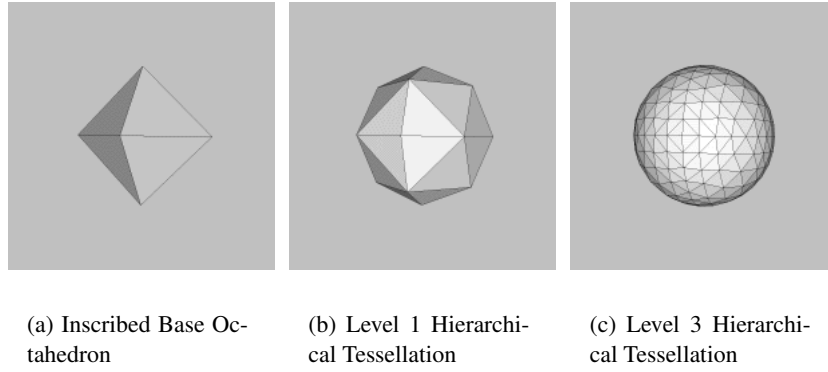 (a) Inscribed Base Oc-
tahedron
(b) Level 1 Hierarchi-
cal Tessellation
(c) Level 3 Hierarchi-
cal Tessellation